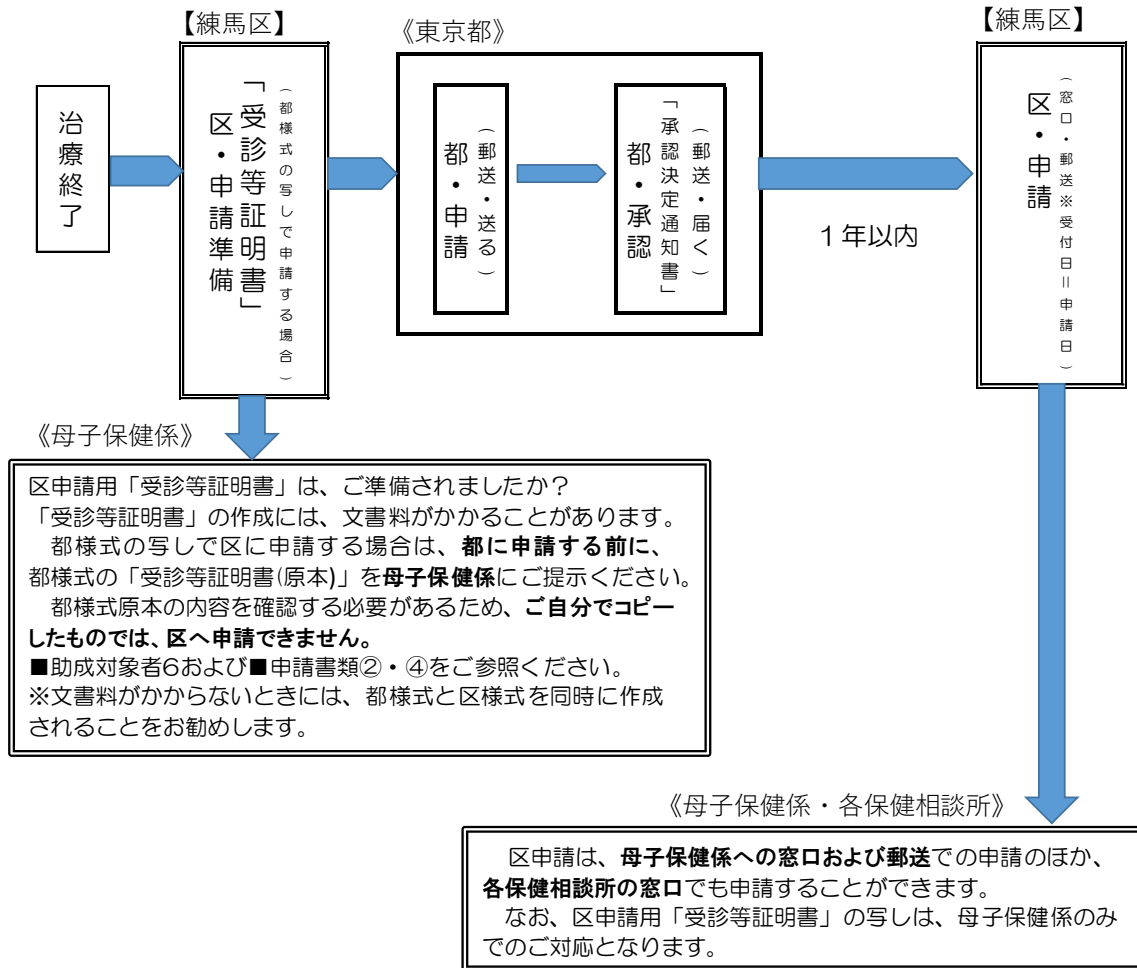 【練馬区】
《東京都》
【練馬区】
治療終了
（都様式の写しで申請する場合）
「受診等証明書」
区・申請準備
（郵送・送る）
都・申請
（郵送・届く）
「承認決定通知書」
都・承認
１年以内
（窓口・郵送※受付日＝申請日）
区・申請
《母子保健係》
区申請用「受診等証明書」は、ご準備されましたか？
「受診等証明書」の作成には、文書料がかかることがあります。
都様式の写しで区に申請する場合は、都に申請する前に、
都様式の「受診等証明書(原本)」を母子保健係にご提示ください。
都様式原本の内容を確認する必要があるため、ご自分でコピー
したものでは、区へ申請できません。
■助成対象者6および■申請書類②・④をご参照ください。
※文書料がかからないときには、都様式と区様式を同時に作成
されることをお勧めします。
《母子保健係・各保健相談所》
区申請は、母子保健係への窓口および郵送での申請のほか、
各保健相談所の窓口でも申請することができます。
なお、区申請用「受診等証明書」の写しは、母子保健係のみ
でのご対応となります。